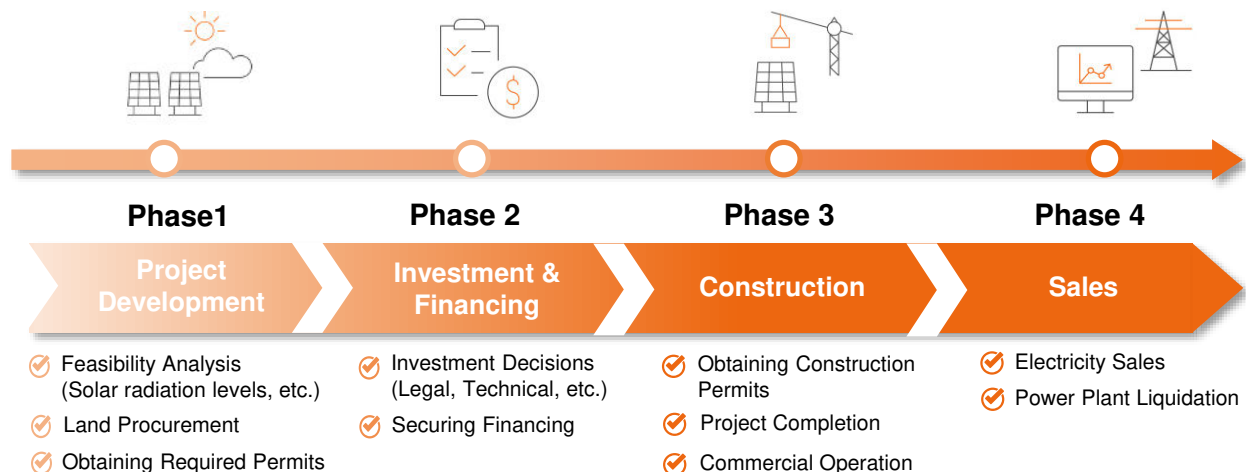 Phase1
Phase 2
Phase 3
Phase 4
Project
Development
Investment &
Financing
Construction
Sales
Feasibility Analysis
(Solar radiation levels, etc.)
Land Procurement
Obtaining Required Permits
Investment Decisions
(Legal, Technical, etc.)
Securing Financing
Obtaining Construction
Permits
Project Completion
Commercial Operation
Electricity Sales
Power Plant Liquidation